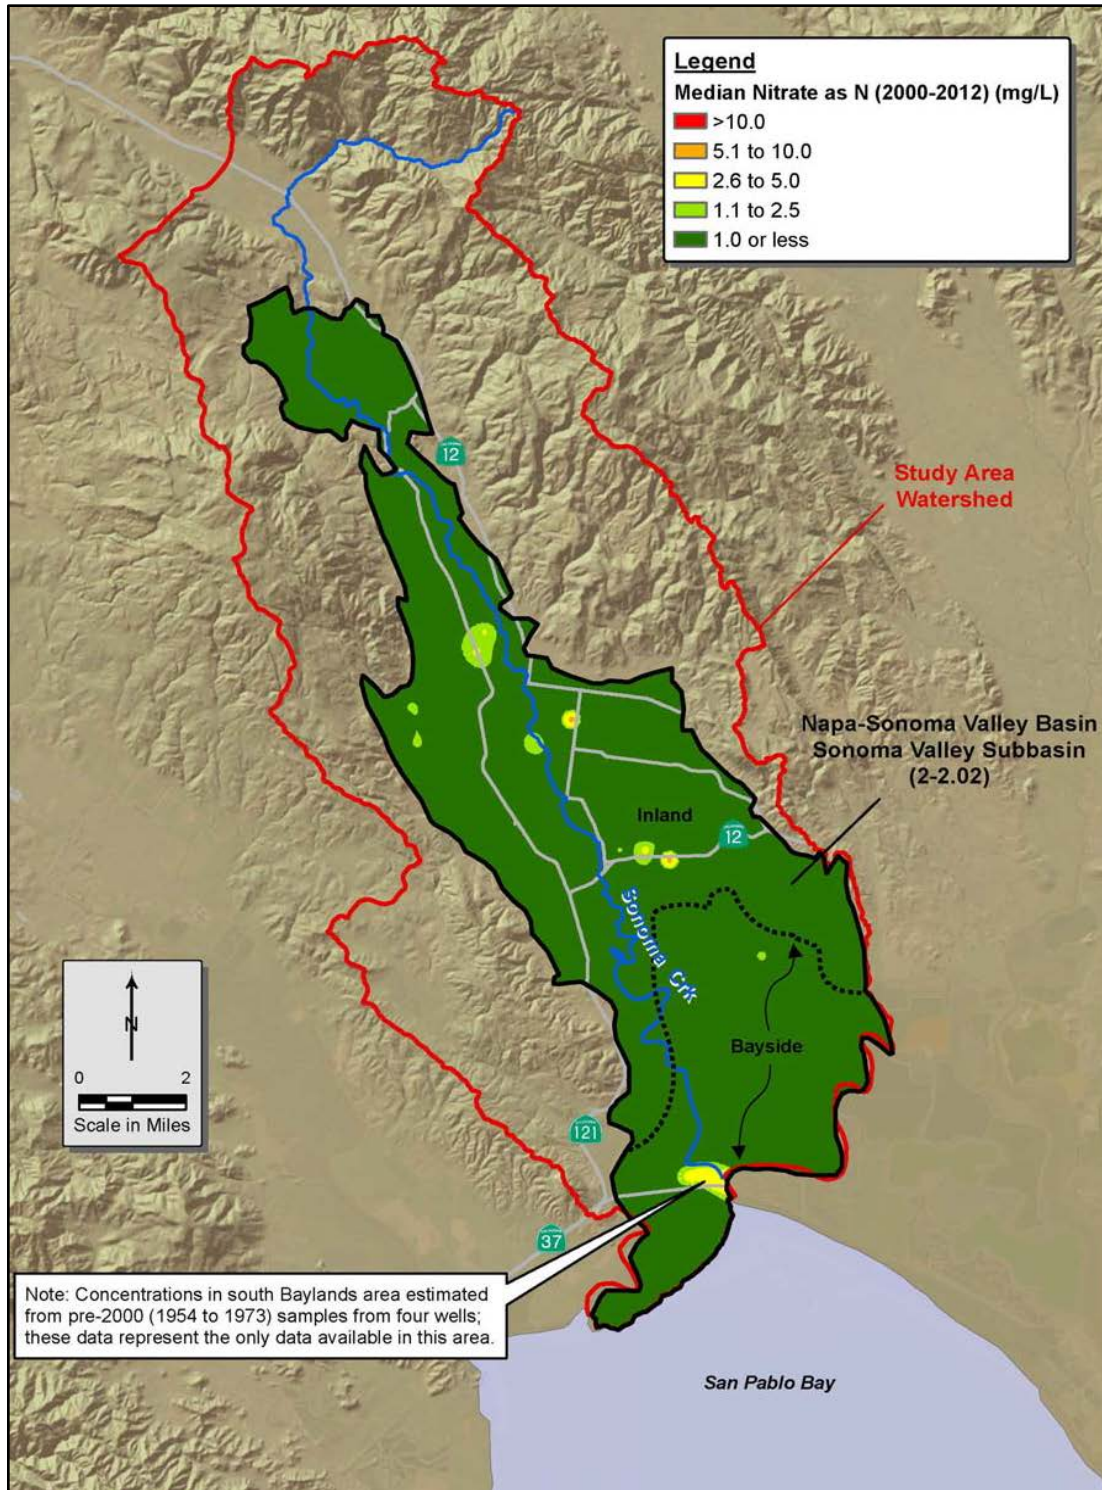 Legend
Median Nitrate as N (2000-2012) (mg/L)
>10.0
5.1 to 10.0
2.6 to 5.0
1.1 to 2.5
1.0 or less
12
Study Area
Watershed
Napa-Sonoma Valley Basin
Sonoma Valley Subbasin
(2-2.02)
Inland
12
Sonoma Crk
N
0 2
Scale in Miles
Bayside
121
37
Note: Concentrations in south Baylands area estimated
from pre-2000 (1954 to 1973) samples from four wells;
these data represent the only data available in this area.
San Pablo Bay